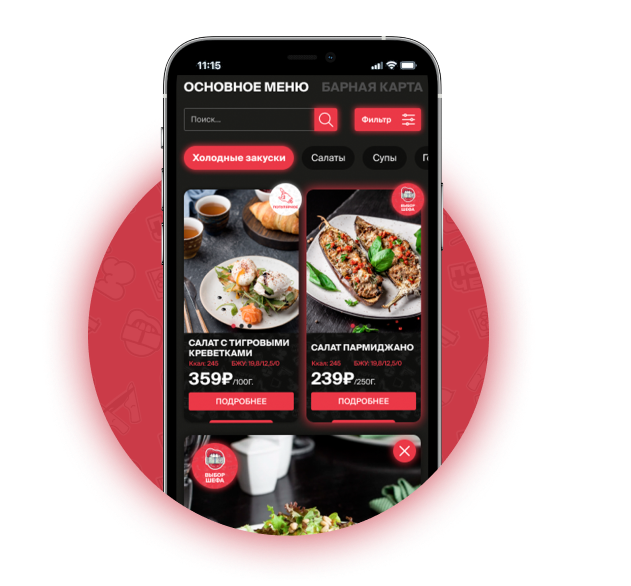 11:15
ОСНОВНОЕ МЕНЮ БАРНАЯ КАРТА
Поиск...
Фильтр
Холодные закуски Салаты Супы Г
ПОПУЛЯРНОЕ
ВЫБОР
ШЕФА
САЛАТ С ТИГРОВЫМИ
КРЕВЕТКАМИ
Ккал: 245 БЖУ: 19,8/12,5/0
359₽/100Г.
ПОДРОБНЕЕ
САЛАТ ПАРМИДЖАНО
Ккал: 245 БЖУ: 19,8/12,5/0
239₽/250Г.
ПОДРОБНЕЕ
ВЫБОР
ШЕФА